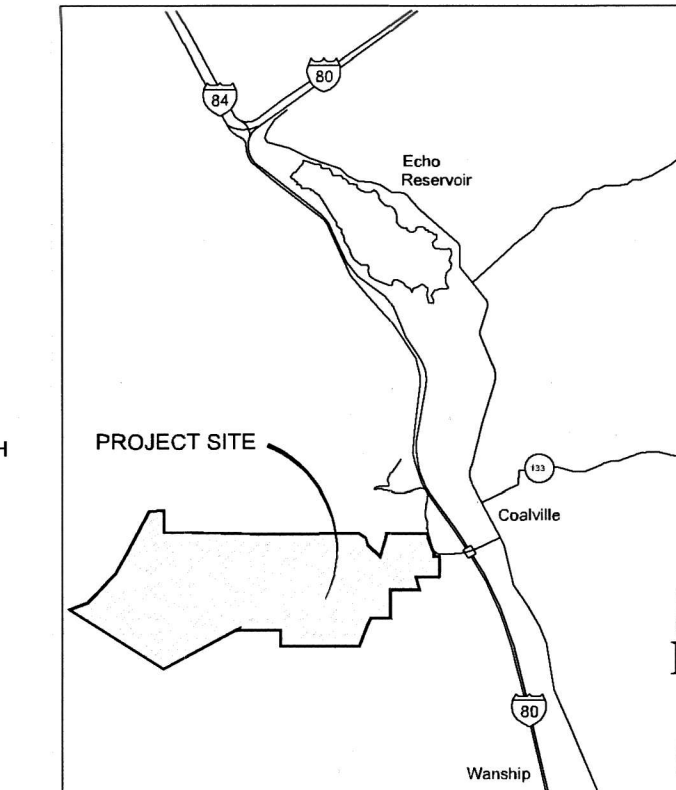 80
84
Echo
Reservoir
H
PROJECT SITE
133
Coalville
80
Wanship